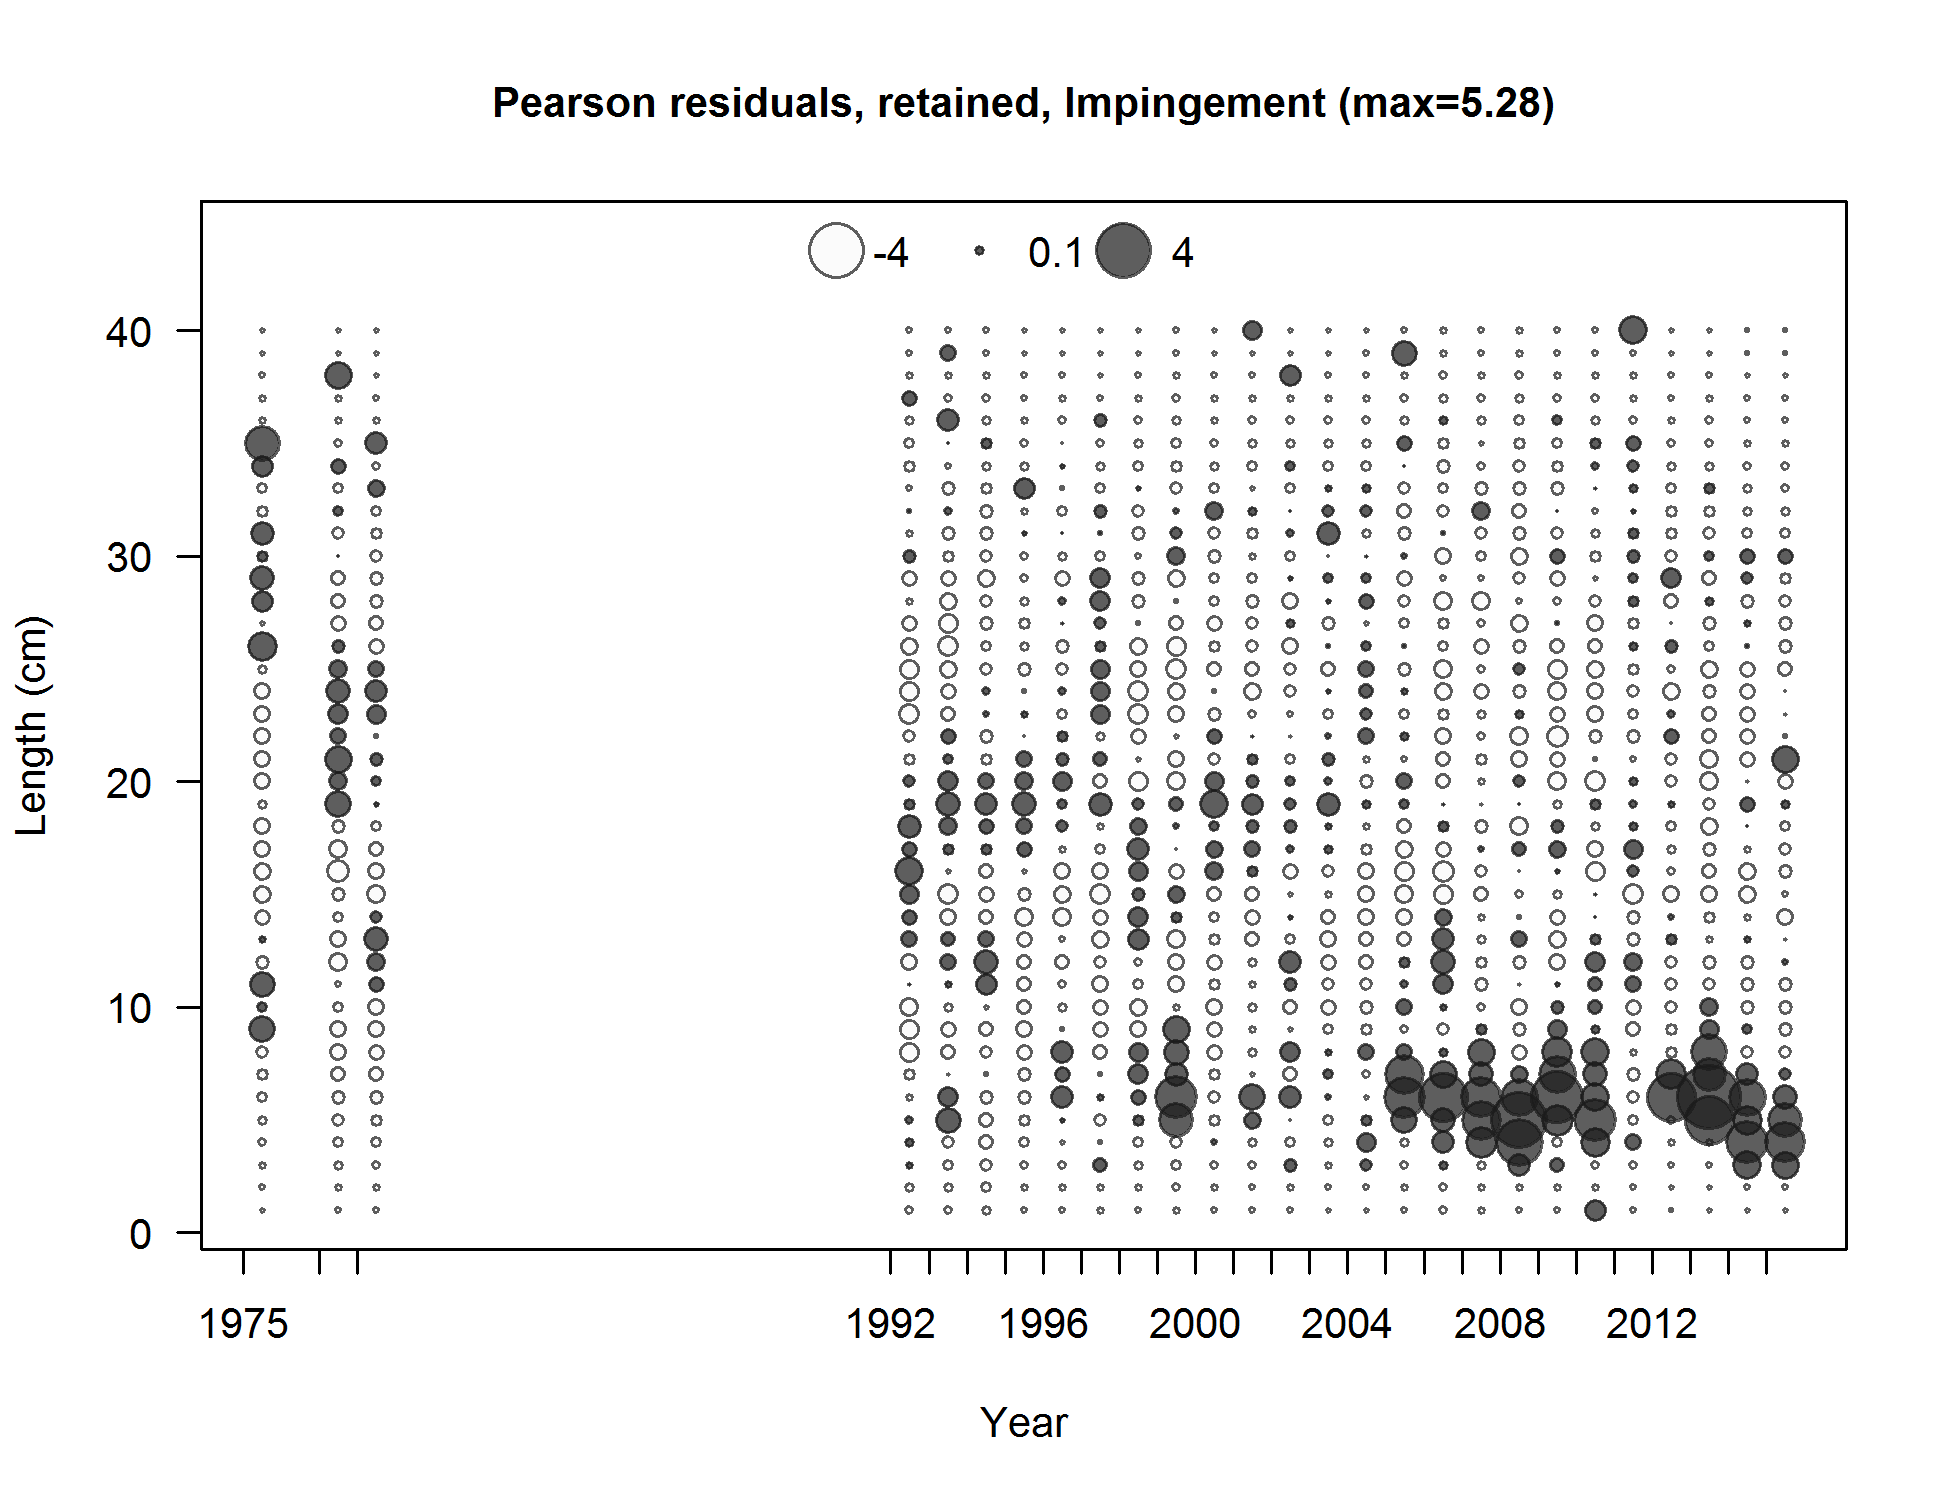 Pearson residuals, retained, Impingement (max=5.28)
-4 0.1 4
40
30
20
10
0
Length (cm)
1975 1992 1996 2000 2004 2008 2012
Year